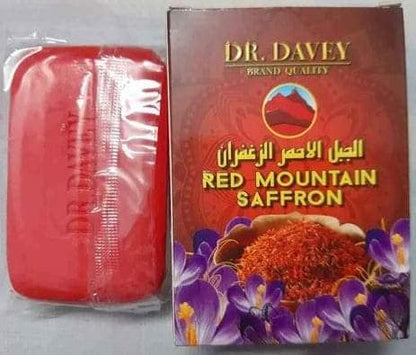 DR. DAVEY
DR. DAVEY
BRAND QUALITY
الجبل الاحمر الزعفران
RED MOUNTAIN
SAFFRON